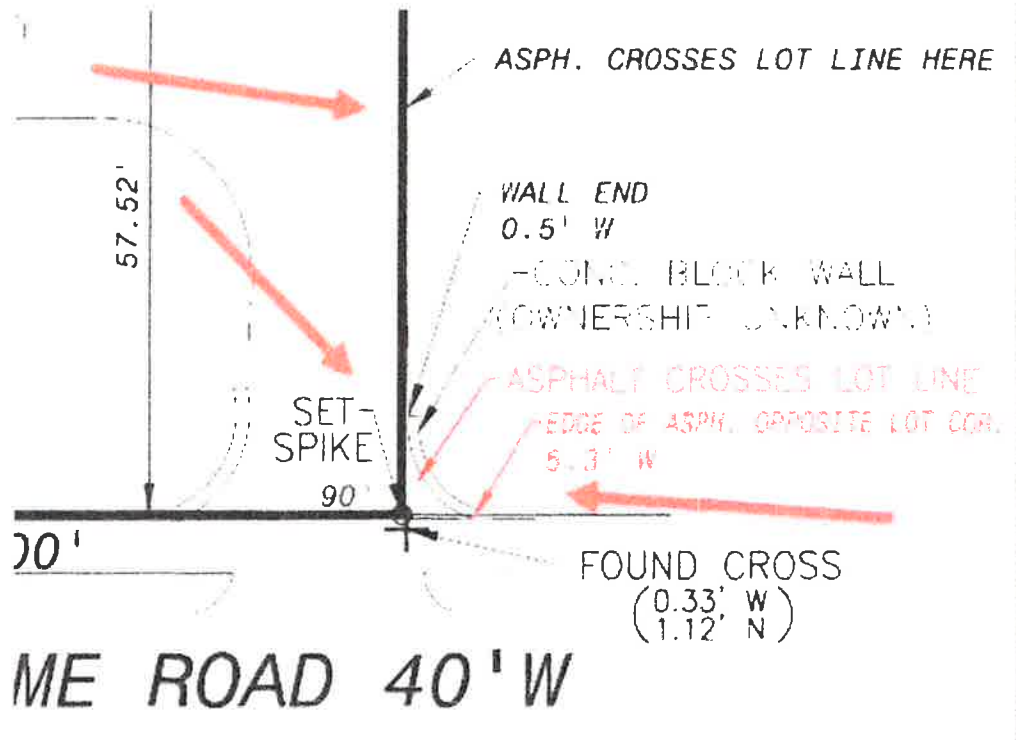 ASPH. CROSSES LOT LINE HERE
WALL END
0.5' W
CONC. BLOCK WALL
(OWNERSHIP UNKNOWN)
57.52'
ASPHALT CROSSES LOT LINE
EDGE OF ASPH. OPPOSITE LOT COR.
' W
SET
SPIKE
90
00'
FOUND CROSS
(0.33' W
1.12' N)
ME ROAD 40'W